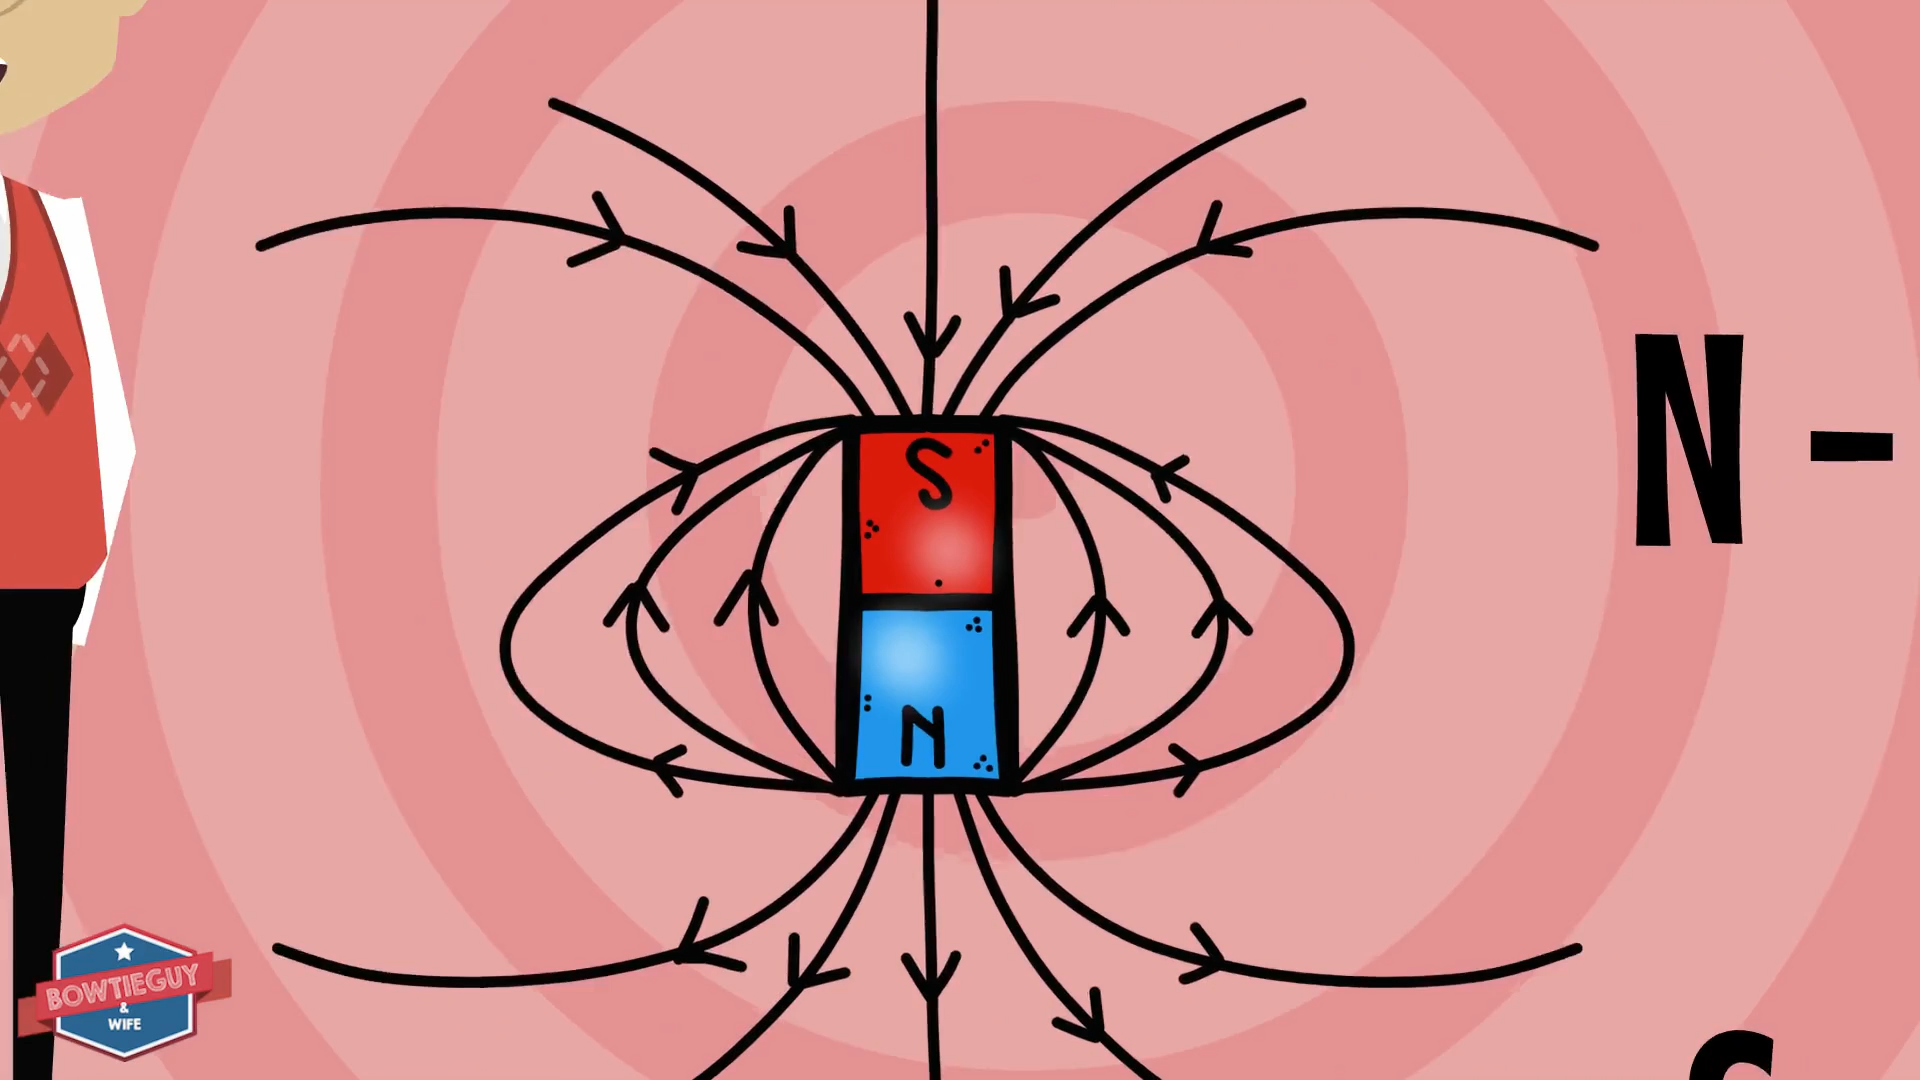 S
N
N -
BOWTIEGUY
&
WIFE